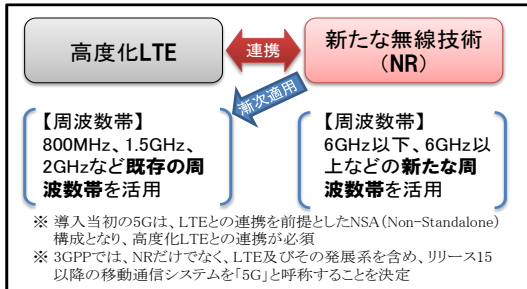 高度化LTE
連携
新たな無線技術
（NR）
漸次適用
【周波数帯】
800MHz、1.5GHz、
2GHzなど既存の周
波数帯を活用
【周波数帯】
6GHz以下、6GHz以
上などの新たな周
波数帯を活用
※ 導入当初の5Gは、LTEとの連携を前提としたNSA（Non-Standalone）
構成となり、高度化LTEとの連携が必須
※ 3GPPでは、NRだけでなく、LTE及びその発展系を含め、リリース15
以降の移動通信システムを「5G」と呼称することを決定